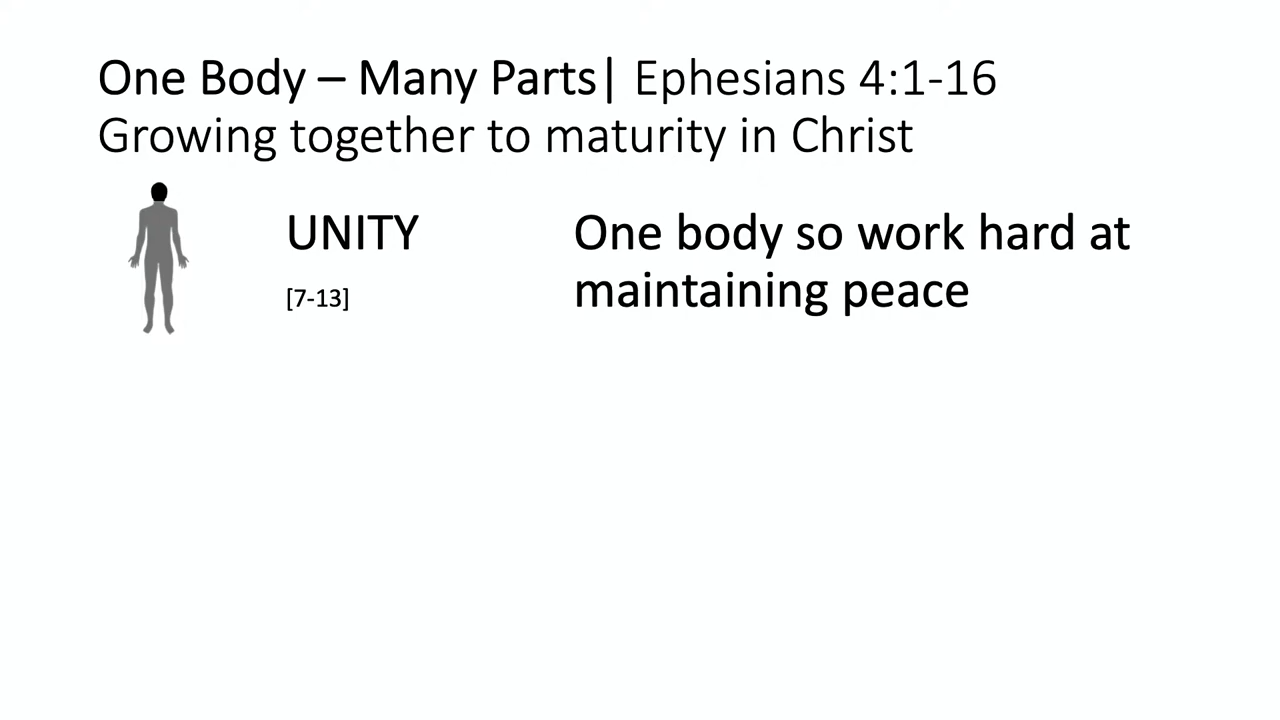 One Body – Many Parts| Ephesians 4:1-16
Growing together to maturity in Christ
UNITY
[7-13]
One body so work hard at
maintaining peace